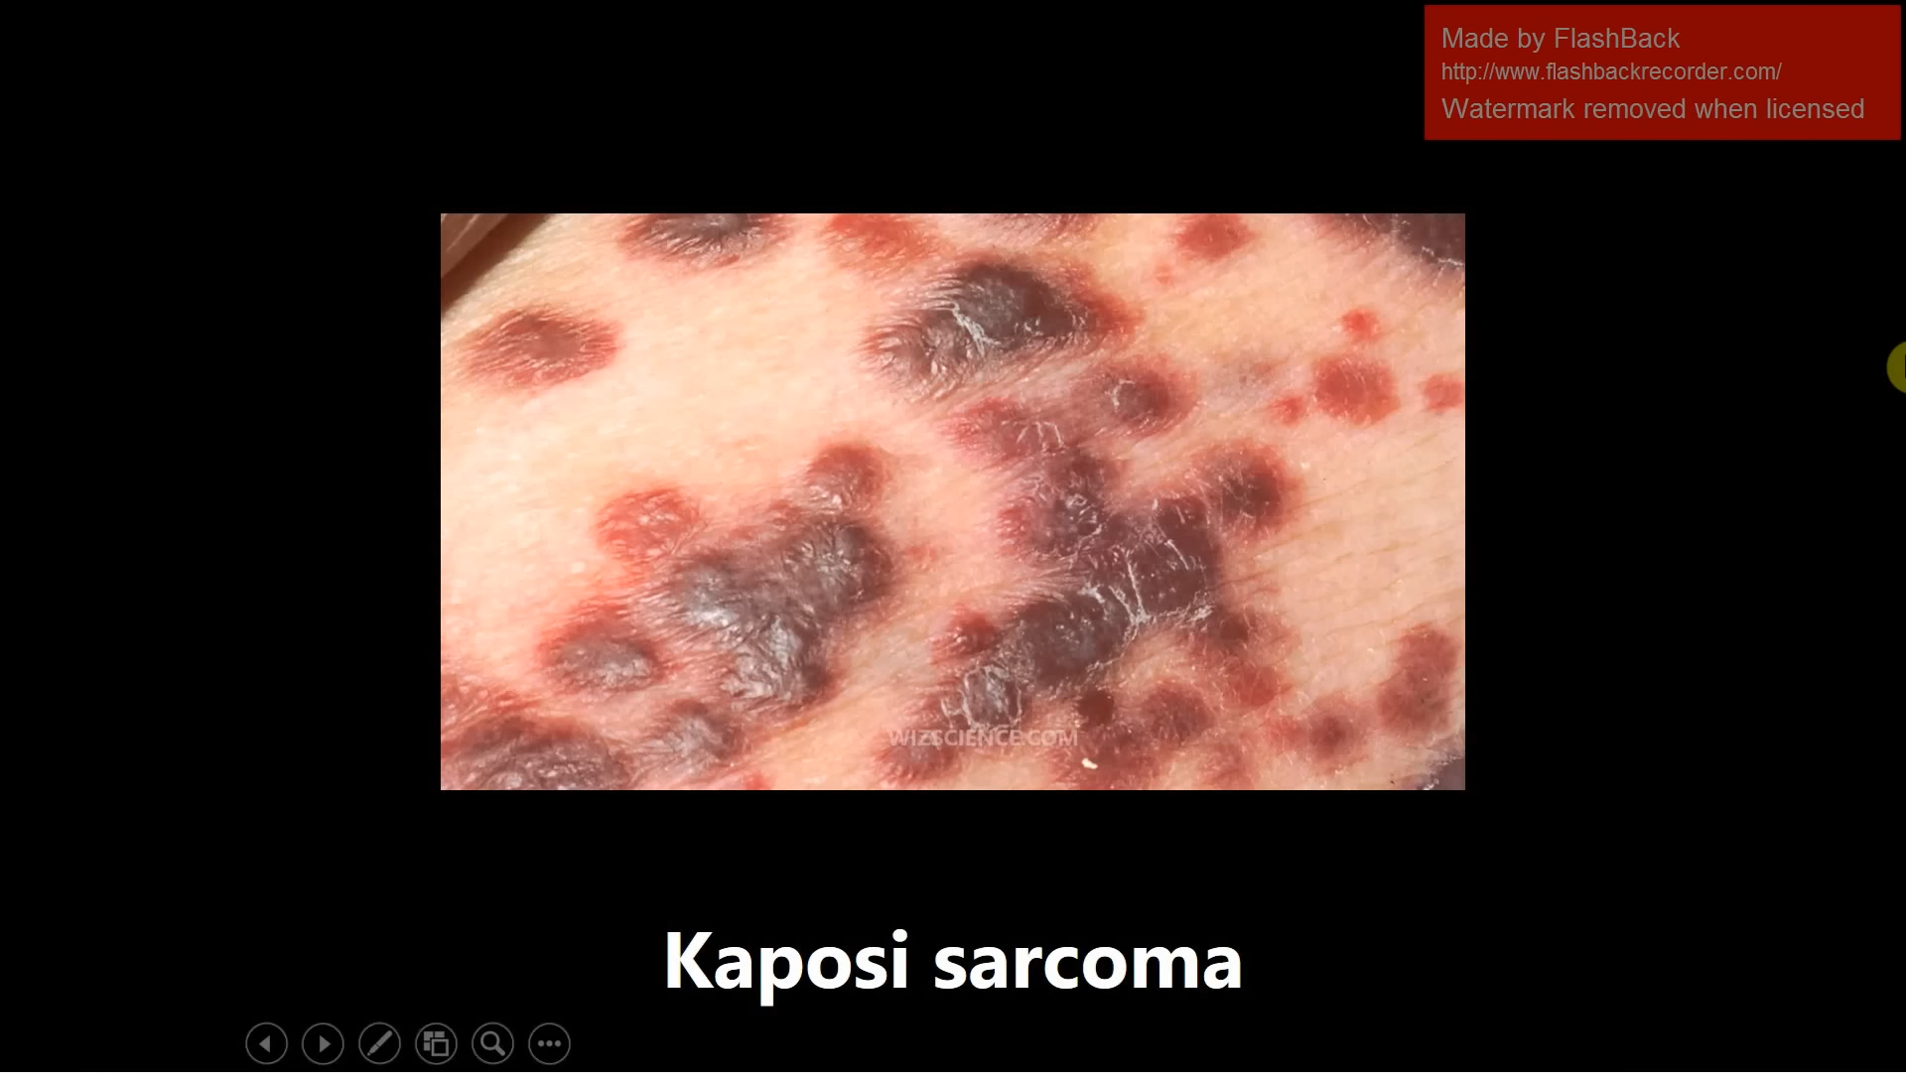 Made by FlashBack
http://www.flashbackrecorder.com/
Watermark removed when licensed
WIZSCIENCE.COM
Kaposi sarcoma